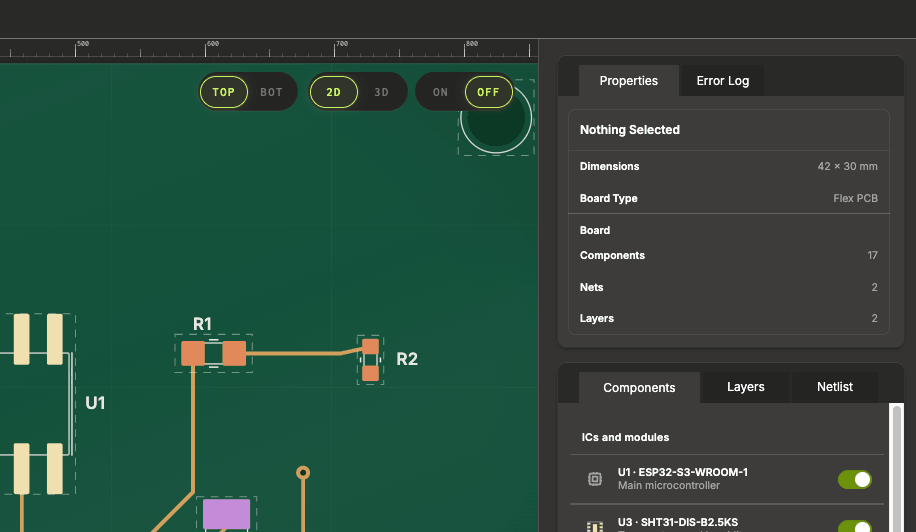 500 600 700 800
TOP BOT 2D 3D ON OFF
Properties Error Log
Nothing Selected
Dimensions 42 × 30 mm
Board Type Flex PCB
Board
Components 17
Nets 2
Layers 2
R1
R2
U1
Components Layers Netlist
ICs and modules
U1 · ESP32-S3-WROOM-1
Main microcontroller
U3 · SHT31-DIS-B2.5KS